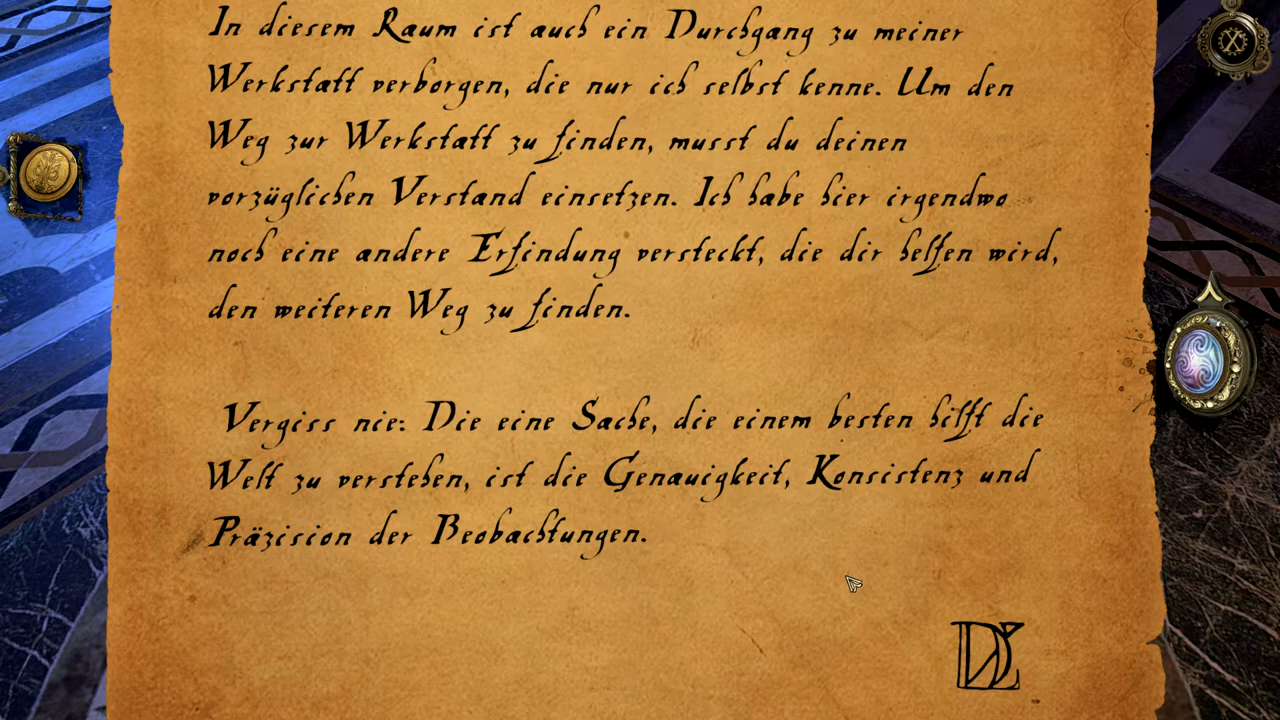 In diesem Raum ist auch ein Durchgang zu meiner
Werkstatt verborgen, die nur ich selbst kenne. Um den
Weg zur Werkstatt zu finden, musst du deinen
vorzüglichen Verstand einsetzen. Ich habe hier irgendwo
noch eine andere Erfindung versteckt, die dir helfen wird,
den weiteren Weg zu finden.
Vergiss nie: Die eine Sache, die einem besten hilft die
Welt zu verstehen, ist die Genauigkeit, Konsistenz und
Präzision der Beobachtungen.